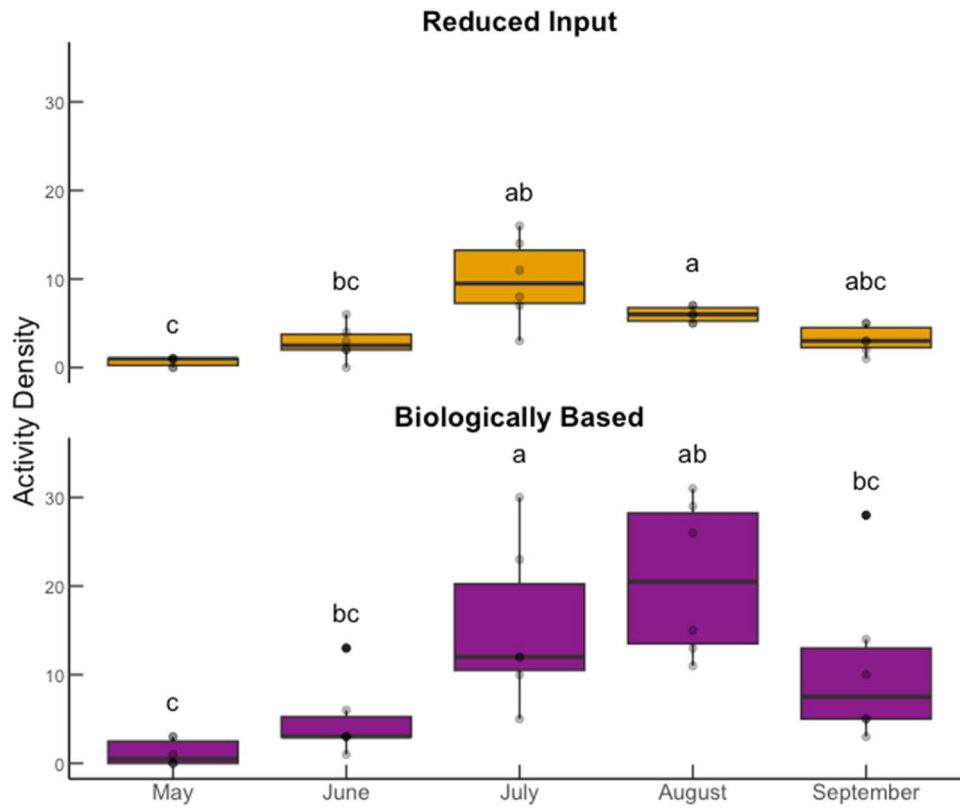 Reduced Input
Activity Density
30
20
10
0
c
bc
ab
a
abc
Biologically Based
30
20
10
0
c
bc
a
ab
bc
May June July August September